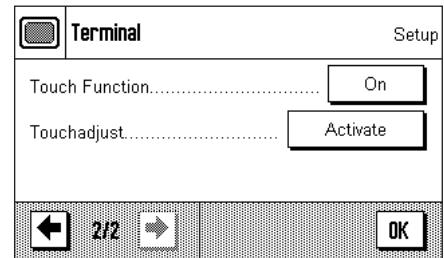 Terminal
Setup
Touch Function............................... On
Touchadjust............................ Activate
2/2
OK